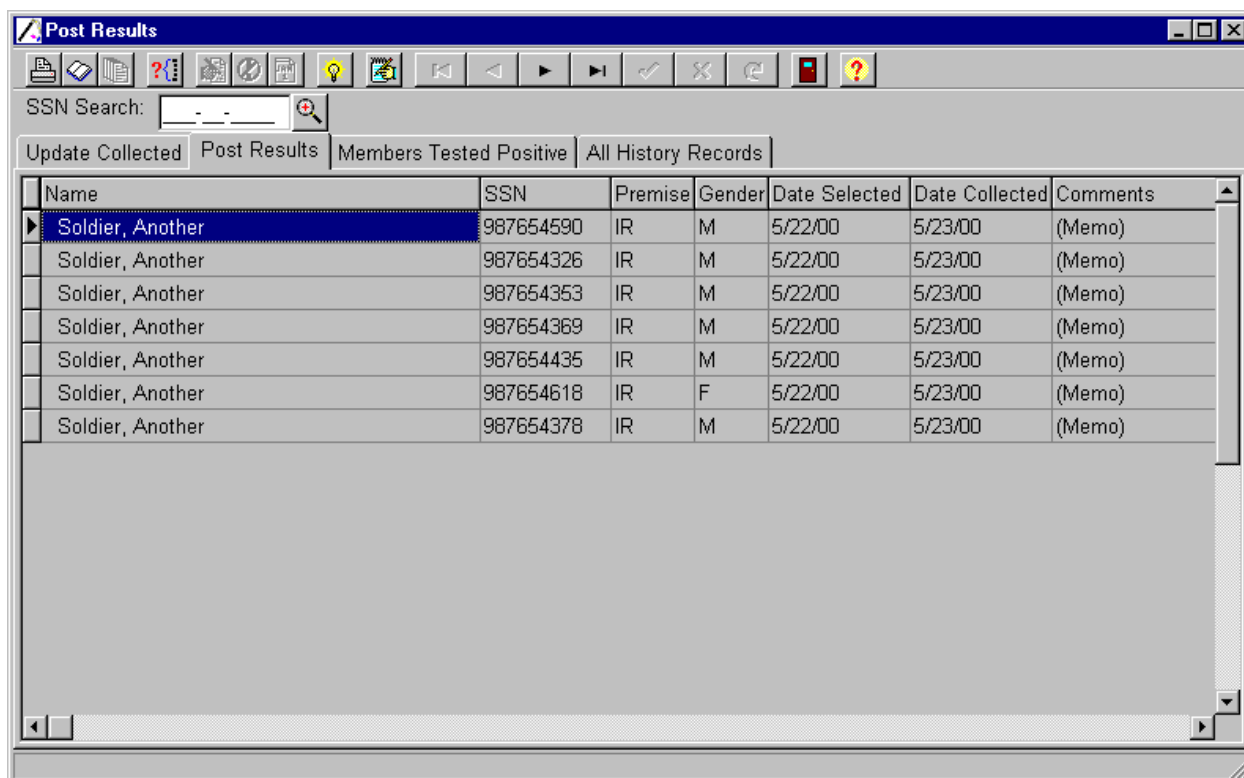 Post Results
SSN Search: ___-__-____
Update Collected Post Results Members Tested Positive All History Records
Name SSN Premise Gender Date Selected Date Collected Comments
Soldier, Another 987654590 IR M 5/22/00 5/23/00 (Memo)
Soldier, Another 987654326 IR M 5/22/00 5/23/00 (Memo)
Soldier, Another 987654353 IR M 5/22/00 5/23/00 (Memo)
Soldier, Another 987654369 IR M 5/22/00 5/23/00 (Memo)
Soldier, Another 987654435 IR M 5/22/00 5/23/00 (Memo)
Soldier, Another 987654618 IR F 5/22/00 5/23/00 (Memo)
Soldier, Another 987654378 IR M 5/22/00 5/23/00 (Memo)